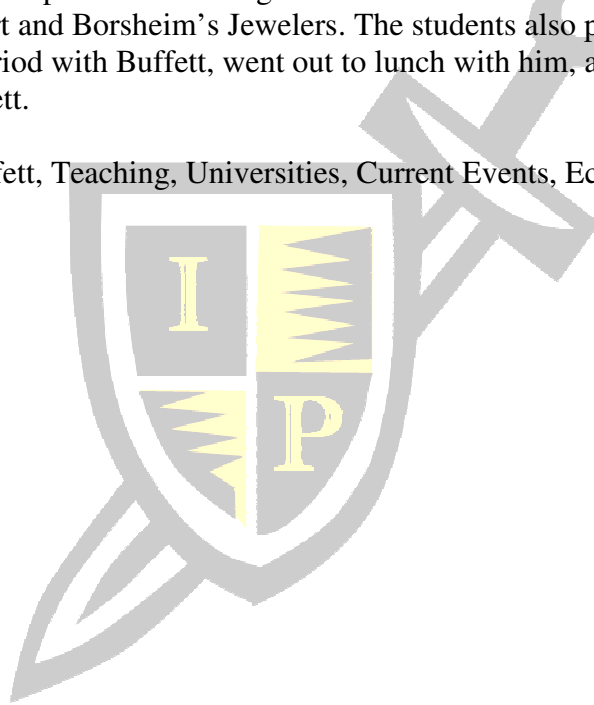 rt and Borsheim’s Jewelers. The students also p
riod with Buffett, went out to lunch with him, a
ett.
fett, Teaching, Universities, Current Events, Ec
I
P